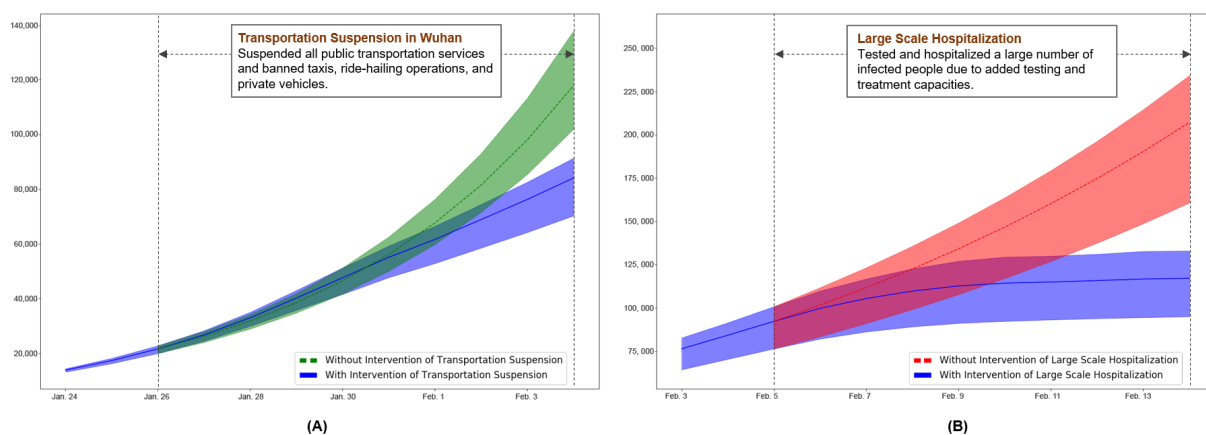 140,000
120,000
100,000
80,000
60,000
40,000
20,000
Transportation Suspension in Wuhan
Suspended all public transportation services
and banned taxis, ride-hailing operations, and
private vehicles.
Without Intervention of Transportation Suspension
With Intervention of Transportation Suspension
Jan. 24
Jan. 26
Jan. 28
Jan. 30
Feb. 1
Feb. 3
(A)
250,000
225,000
200,000
175,000
150,000
125,000
100,000
75,000
Large Scale Hospitalization
Tested and hospitalized a large number of
infected people due to added testing and
treatment capacities.
Without Intervention of Large Scale Hospitalization
With Intervention of Large Scale Hospitalization
Feb. 3
Feb. 5
Feb. 7
Feb. 9
Feb. 11
Feb. 13
(B)